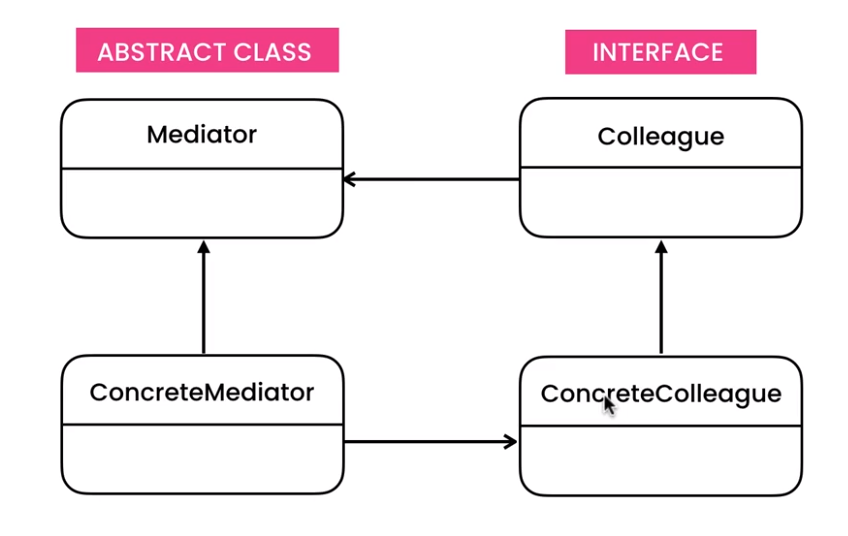 ABSTRACT CLASS
INTERFACE
Mediator
Colleague
ConcreteMediator
ConcreteColleague